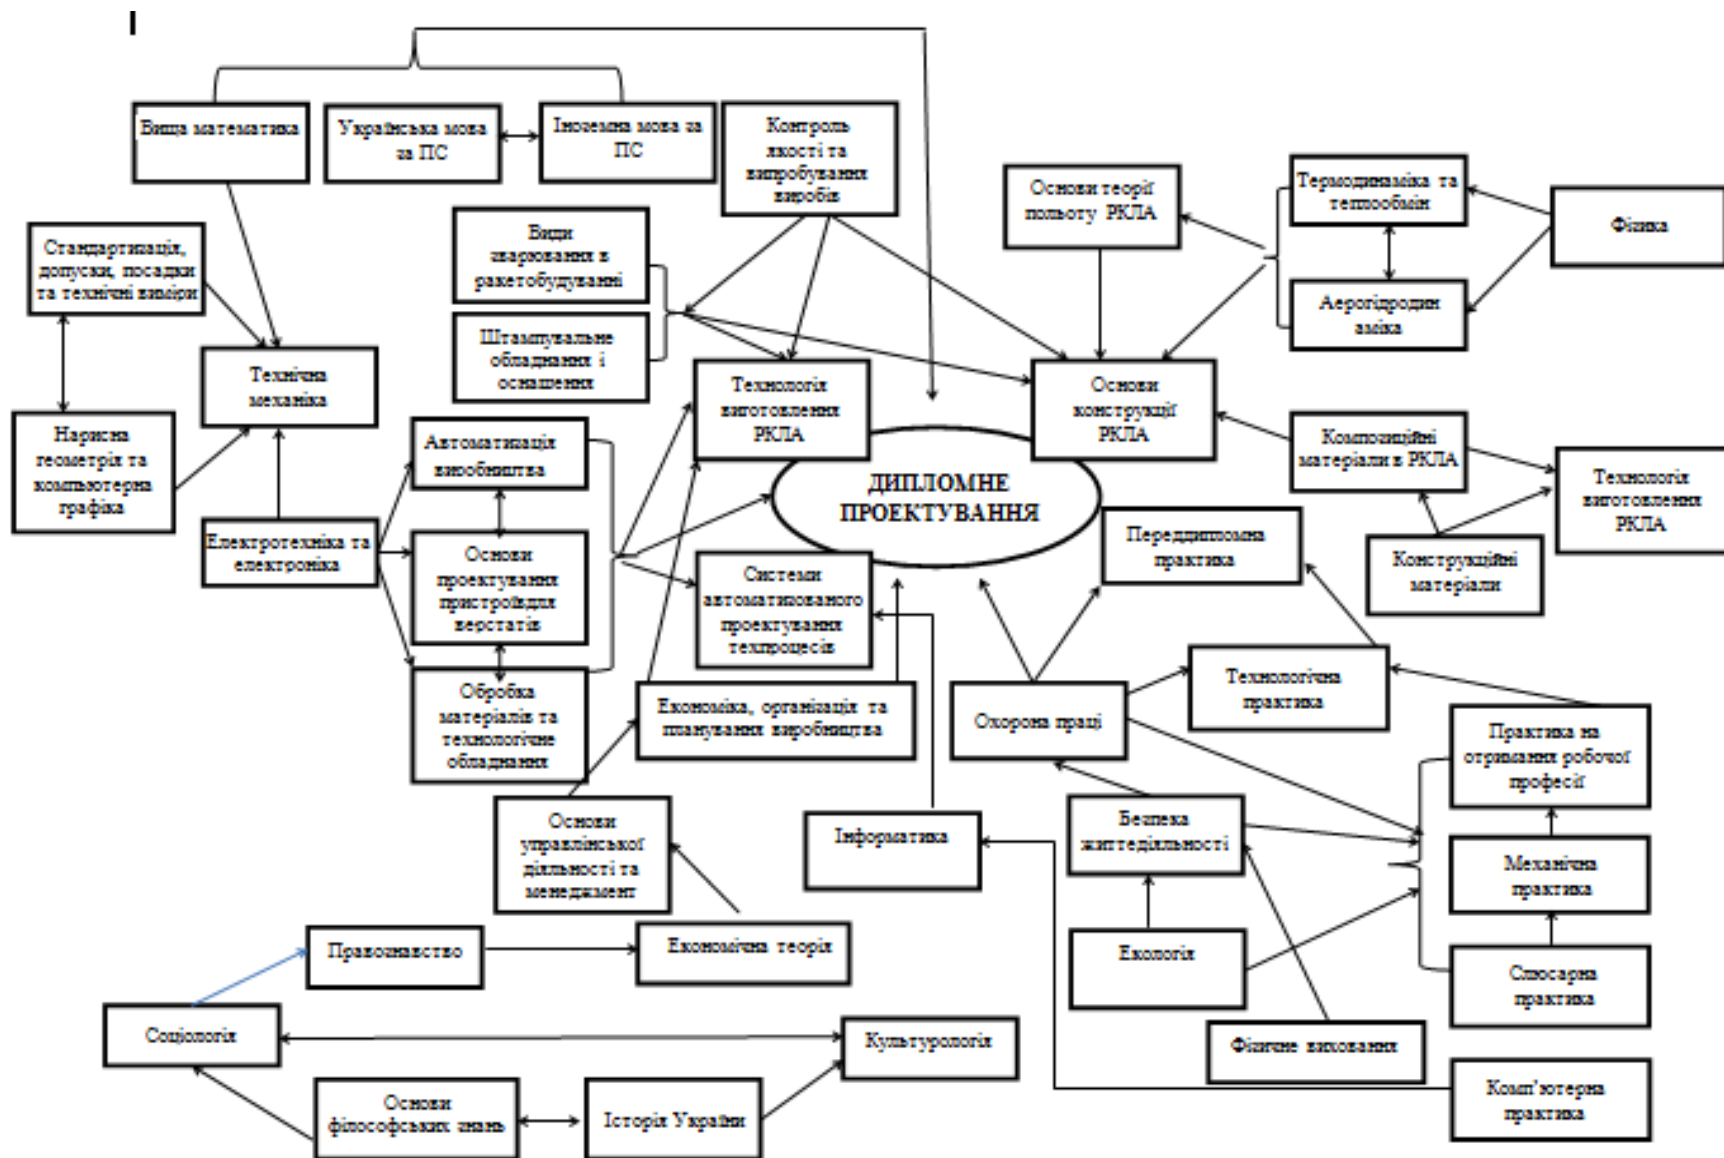 І
Вища математика
Українська мова
за ПС
Іноземна мова за
ПС
Контроль
якості та
випробування
виробів
Основи теорії
польоту РКЛА
Термодинаміка та
теплообмін
Фізика
Аерогідродин
аміка
Стандартизація,
допуски, посадки
та технічні виміри
Види
зварювання в
ракетобудуванні
Штампувальне
обладнання і
оснащення
Технічна
механіка
Технологія
виготовлення
РКЛА
Основи
конструкції
РКЛА
Нарисна
геометрія та
компьютерна
графіка
Автоматизація
виробництва
Композиційні
матеріали в РКЛА
Технологія
виготовлення
РКЛА
ДИПЛОМНЕ
ПРОЕКТУВАННЯ
Електротехніка та
електроніка
Основи
проектування
пристроївдля
верстатів
Системи
автоматизованого
проектування
техпроцесів
Переддипломна
практика
Конструкційні
матеріали
Обробка
матеріалів та
технологічне
обладнання
Економіка, організація та
планування виробництва
Охорона праці
Технологічна
практика
Практика на
отримання робочої
професії
Основи
управлінської
діяльності та
менеджмент
Інформатика
Безпека
життедіяльності
Механічна
практика
Правознавство
Економічна теорія
Екологія
Слюсарна
практика
Соціологія
Культурологія
Фізичне виховання
Основи
філософських знань
Історія України
Комп'ютерна
практика